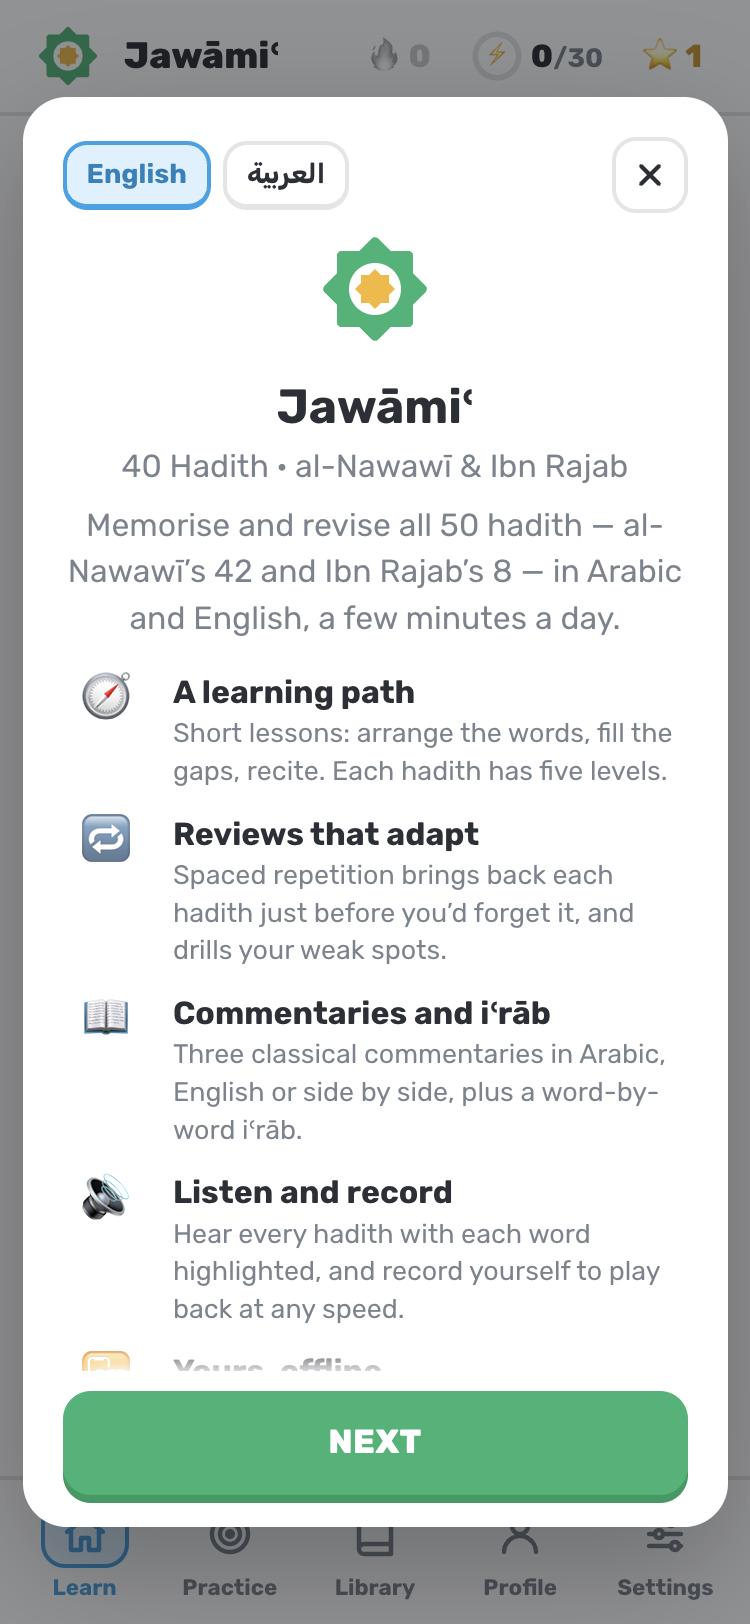 Jawāmiʿ 0 0/30 1
English العربية
Jawāmiʿ
40 Hadith • al-Nawawī & Ibn Rajab
Memorise and revise all 50 hadith — al-
Nawawī’s 42 and Ibn Rajab’s 8 — in Arabic
and English, a few minutes a day.
A learning path
Short lessons: arrange the words, fill the
gaps, recite. Each hadith has five levels.
Reviews that adapt
Spaced repetition brings back each
hadith just before you’d forget it, and
drills your weak spots.
Commentaries and iʿrāb
Three classical commentaries in Arabic,
English or side by side, plus a word-by-
word iʿrāb.
Listen and record
Hear every hadith with each word
highlighted, and record yourself to play
back at any speed.
Yours, offline
NEXT
Learn Practice Library Profile Settings